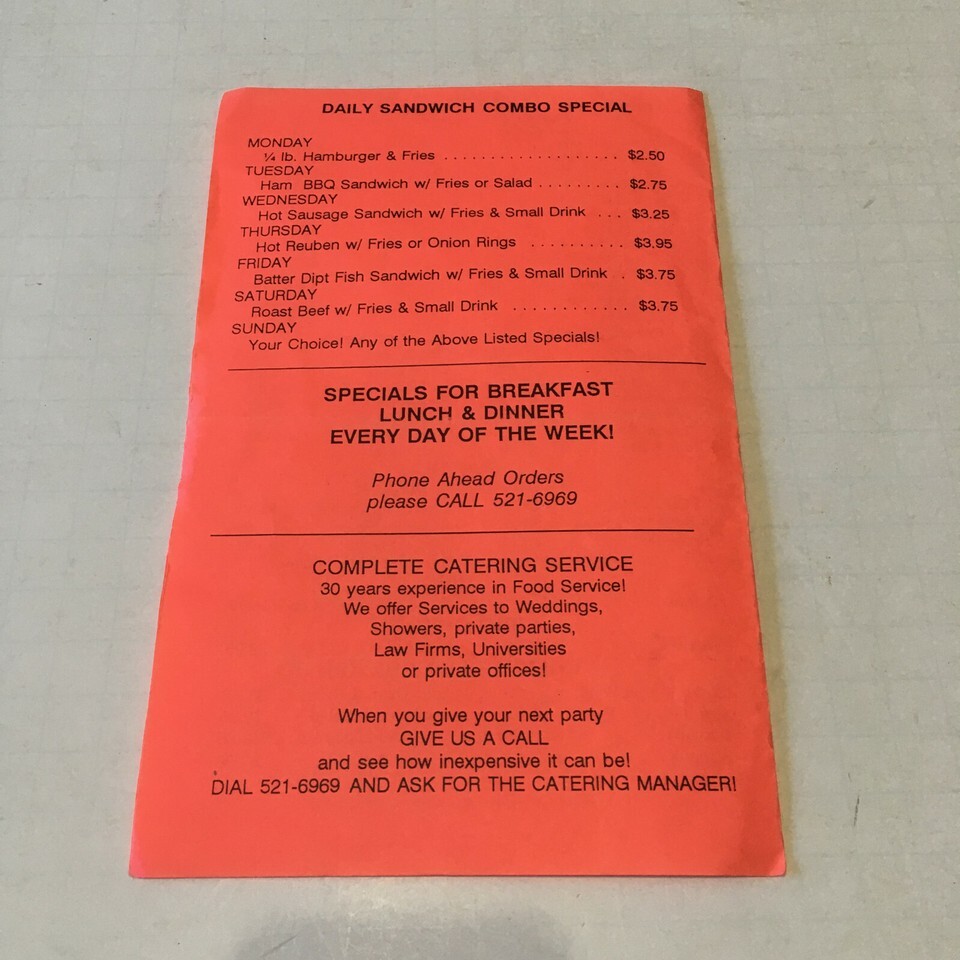 DAILY SANDWICH COMBO SPECIAL
MONDAY
¼ lb. Hamburger & Fries . . . . . . . . . . . . . . . . . . . $2.50
TUESDAY
Ham BBQ Sandwich w/ Fries or Salad . . . . . . . . . $2.75
WEDNESDAY
Hot Sausage Sandwich w/ Fries & Small Drink . . . $3.25
THURSDAY
Hot Reuben w/ Fries or Onion Rings . . . . . . . . . . $3.95
FRIDAY
Batter Dipt Fish Sandwich w/ Fries & Small Drink . $3.75
SATURDAY
Roast Beef w/ Fries & Small Drink . . . . . . . . . . . . $3.75
SUNDAY
Your Choice! Any of the Above Listed Specials!
SPECIALS FOR BREAKFAST
LUNCH & DINNER
EVERY DAY OF THE WEEK!
Phone Ahead Orders
please CALL 521-6969
COMPLETE CATERING SERVICE
30 years experience in Food Service!
We offer Services to Weddings,
Showers, private parties,
Law Firms, Universities
or private offices!
When you give your next party
GIVE US A CALL
and see how inexpensive it can be!
DIAL 521-6969 AND ASK FOR THE CATERING MANAGER!